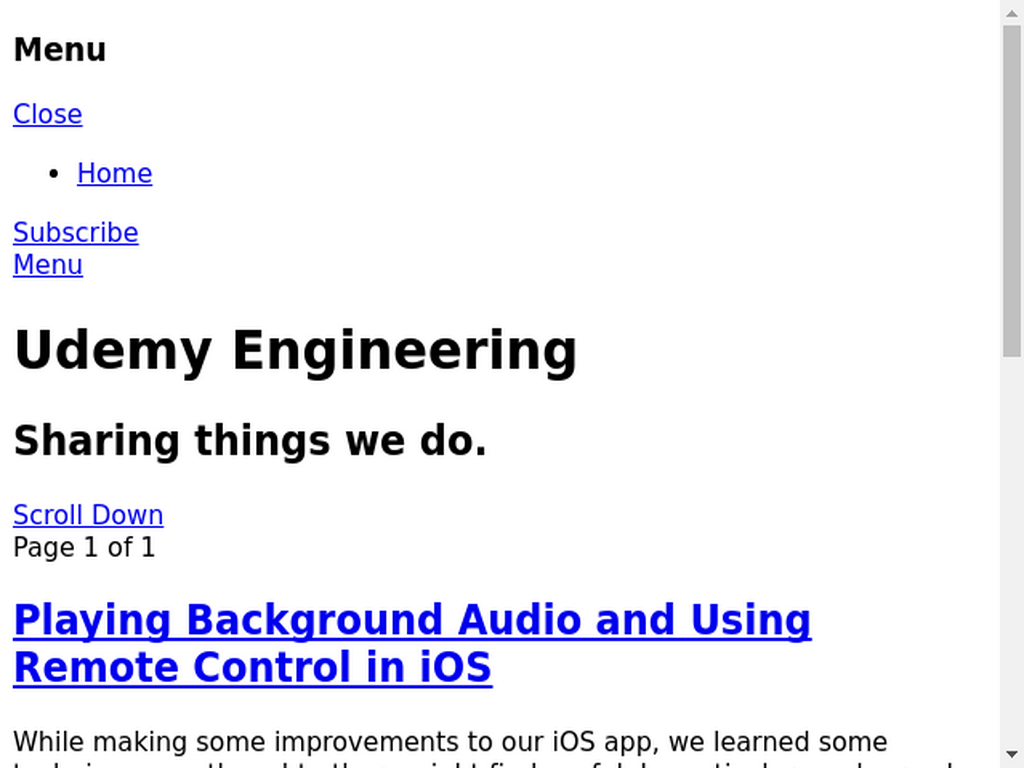 Menu
Close
Home
Subscribe
Menu
Udemy Engineering
Sharing things we do.
Scroll Down
Page 1 of 1
Playing Background Audio and Using
Remote Control in iOS
While making some improvements to our iOS app, we learned some